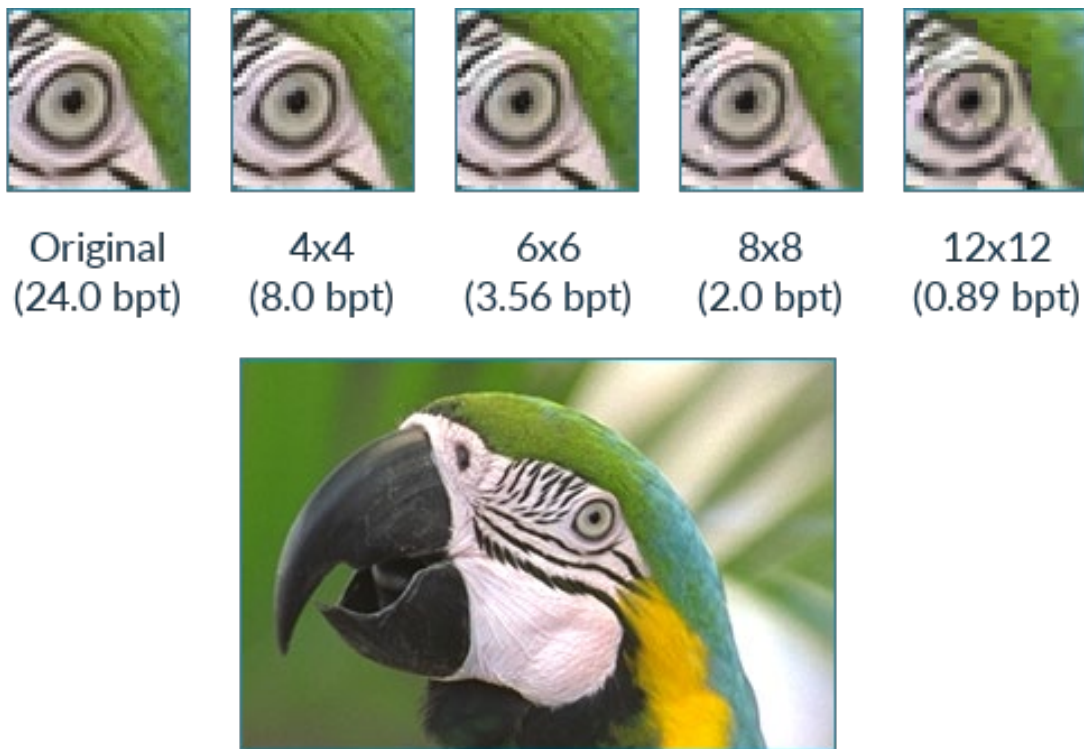 Original
(24.0 bpt)
4x4
(8.0 bpt)
6x6
(3.56 bpt)
8x8
(2.0 bpt)
12x12
(0.89 bpt)